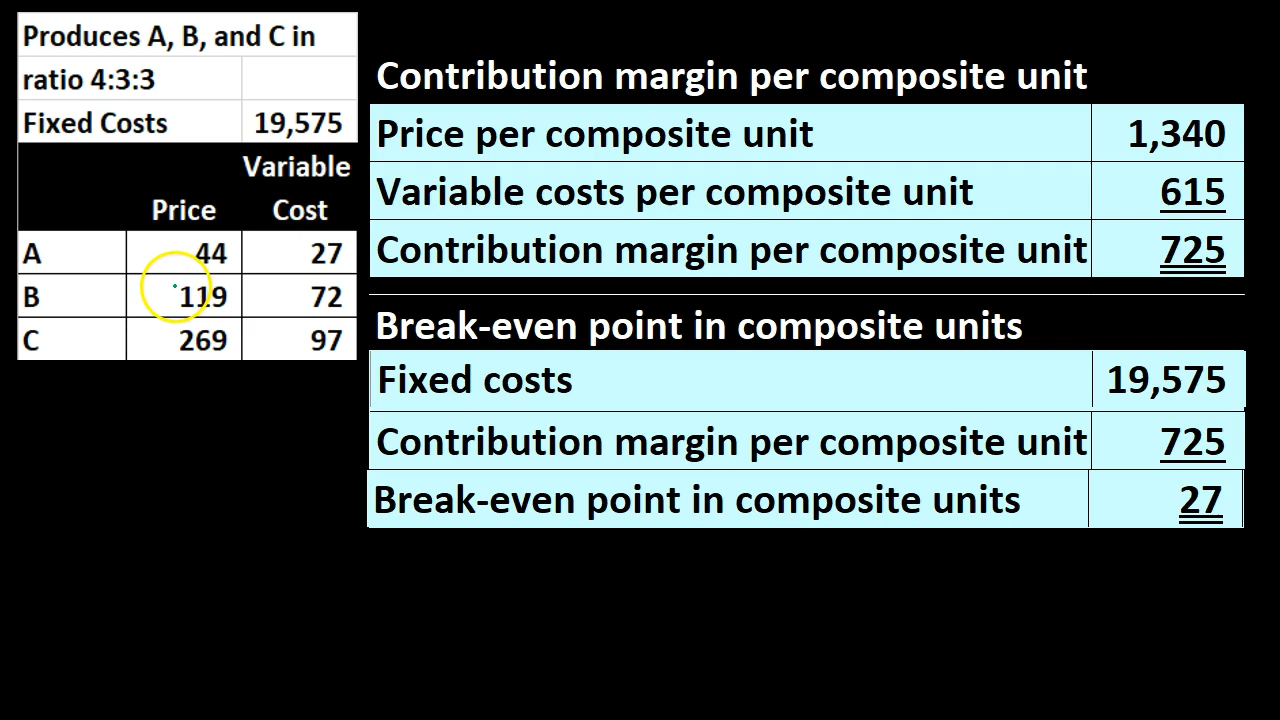 Produces A, B, and C in
ratio 4:3:3
Fixed Costs 19,575
Variable
Price Cost
A 44 27
B 119 72
C 269 97
Contribution margin per composite unit
Price per composite unit 1,340
Variable costs per composite unit 615
Contribution margin per composite unit 725
Break-even point in composite units
Fixed costs 19,575
Contribution margin per composite unit 725
Break-even point in composite units 27